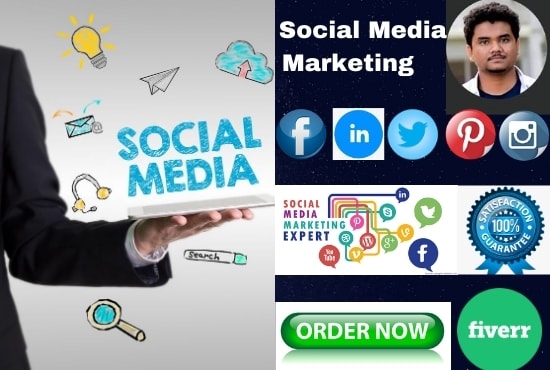 SOCIAL
MEDIA
search
Social Media
Marketing
f
in
SOCIAL
MEDIA
MARKETING
EXPERT
in
You
Tube
g+
f
SATISFACTION
100%
GUARANTEE
ORDER NOW
fiverr